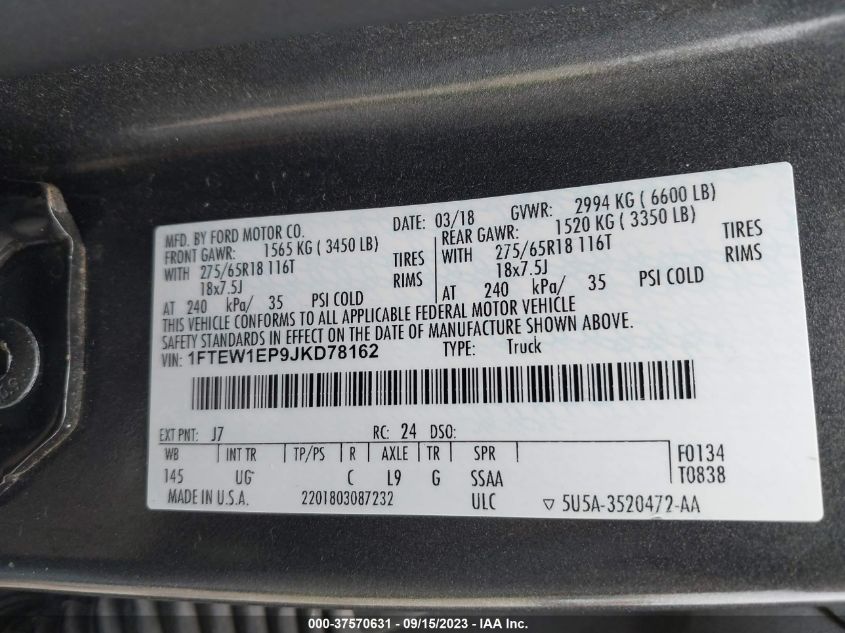 MFD. BY FORD MOTOR CO. DATE: 03/18 GVWR: 2994 KG ( 6600 LB)
FRONT GAWR: 1565 KG ( 3450 LB) REAR GAWR: 1520 KG ( 3350 LB)
WITH 275/65R18 116T TIRES WITH 275/65R18 116T TIRES
18x7.5J RIMS 18x7.5J RIMS
AT 240 kPa/ 35 PSI COLD AT 240 kPa/ 35 PSI COLD
THIS VEHICLE CONFORMS TO ALL APPLICABLE FEDERAL MOTOR VEHICLE
SAFETY STANDARDS IN EFFECT ON THE DATE OF MANUFACTURE SHOWN ABOVE.
VIN: 1FTEW1EP9JKD78162 TYPE: Truck
EXT PNT: J7 RC: 24 DSO:
WB INT TR TP/PS R AXLE TR SPR F0134
145 UG C L9 G SSAA T0838
MADE IN U.S.A. 2201803087232 ULC ▽ 5U5A-3520472-AA
000-37570631 - 09/15/2023 - IAA Inc.